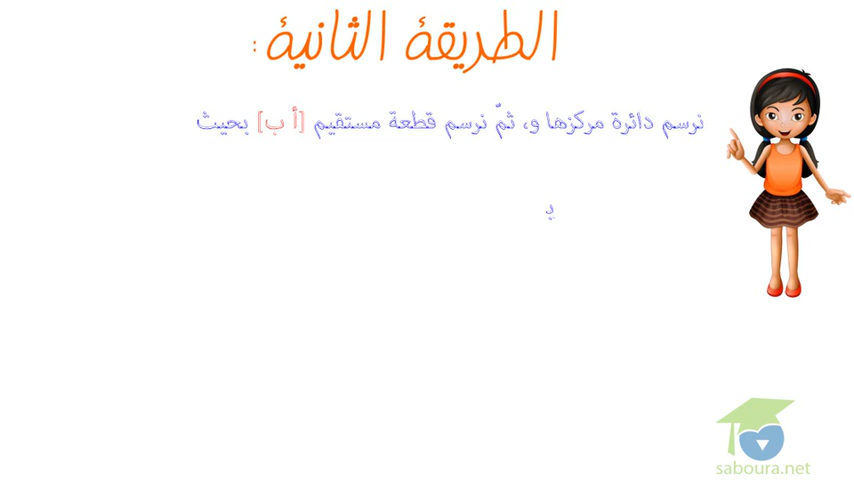 الطريقة الثانية :
نرسم دائرة مركزها و، ثمّ نرسم قطعة مستقيم [أ ب] بحيث
saboura.net